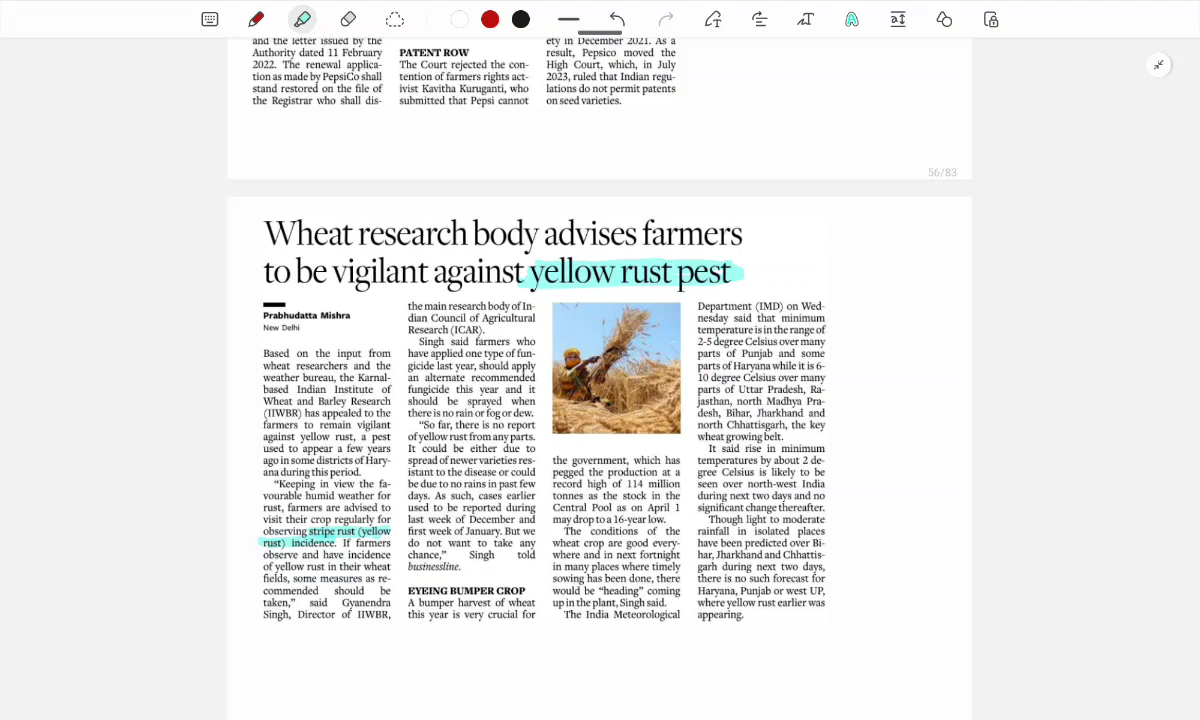 and the letter issued by the
Authority dated 11 February
2022. The renewal applica-
tion as made by PepsiCo shall
stand restored on the file of
the Registrar who shall dis-
PATENT ROW
The Court rejected the con-
tention of farmers rights act-
ivist Kavitha Kuruganti, who
submitted that Pepsi cannot
ety in December 2021. As a
result, Pepsico moved the
High Court, which, in July
2023, ruled that Indian regu-
lations do not permit patents
on seed varieties.
56/83
Wheat research body advises farmers
to be vigilant against yellow rust pest
Prabhudatta Mishra
New Delhi
Based on the input from
wheat researchers and the
weather bureau, the Karnal-
based Indian Institute of
Wheat and Barley Research
(IIWBR) has appealed to the
farmers to remain vigilant
against yellow rust, a pest
used to appear a few years
ago in some districts of Hary-
ana during this period.
“Keeping in view the fa-
vourable humid weather for
rust, farmers are advised to
visit their crop regularly for
observing stripe rust (yellow
rust) incidence. If farmers
observe and have incidence
of yellow rust in their wheat
fields, some measures as re-
commended should be
taken,” said Gyanendra
Singh, Director of IIWBR,
the main research body of In-
dian Council of Agricultural
Research (ICAR).
Singh said farmers who
have applied one type of fun-
gicide last year, should apply
an alternate recommended
fungicide this year and it
should be sprayed when
there is no rain or fog or dew.
“So far, there is no report
of yellow rust from any parts.
It could be either due to
spread of newer varieties res-
istant to the disease or could
be due to no rains in past few
days. As such, cases earlier
used to be reported during
last week of December and
first week of January. But we
do not want to take any
chance,” Singh told
businessline.
EYEING BUMPER CROP
A bumper harvest of wheat
this year is very crucial for
the government, which has
pegged the production at a
record high of 114 million
tonnes as the stock in the
Central Pool as on April 1
may drop to a 16-year low.
The conditions of the
wheat crop are good every-
where and in next fortnight
in many places where timely
sowing has been done, there
would be “heading” coming
up in the plant, Singh said.
The India Meteorological
Department (IMD) on Wed-
nesday said that minimum
temperature is in the range of
2-5 degree Celsius over many
parts of Punjab and some
parts of Haryana while it is 6-
10 degree Celsius over many
parts of Uttar Pradesh, Ra-
jasthan, north Madhya Pra-
desh, Bihar, Jharkhand and
north Chhattisgarh, the key
wheat growing belt.
It said rise in minimum
temperatures by about 2 de-
gree Celsius is likely to be
seen over north-west India
during next two days and no
significant change thereafter.
Though light to moderate
rainfall in isolated places
have been predicted over Bi-
har, Jharkhand and Chhattis-
garh during next two days,
there is no such forecast for
Haryana, Punjab or west UP,
where yellow rust earlier was
appearing.